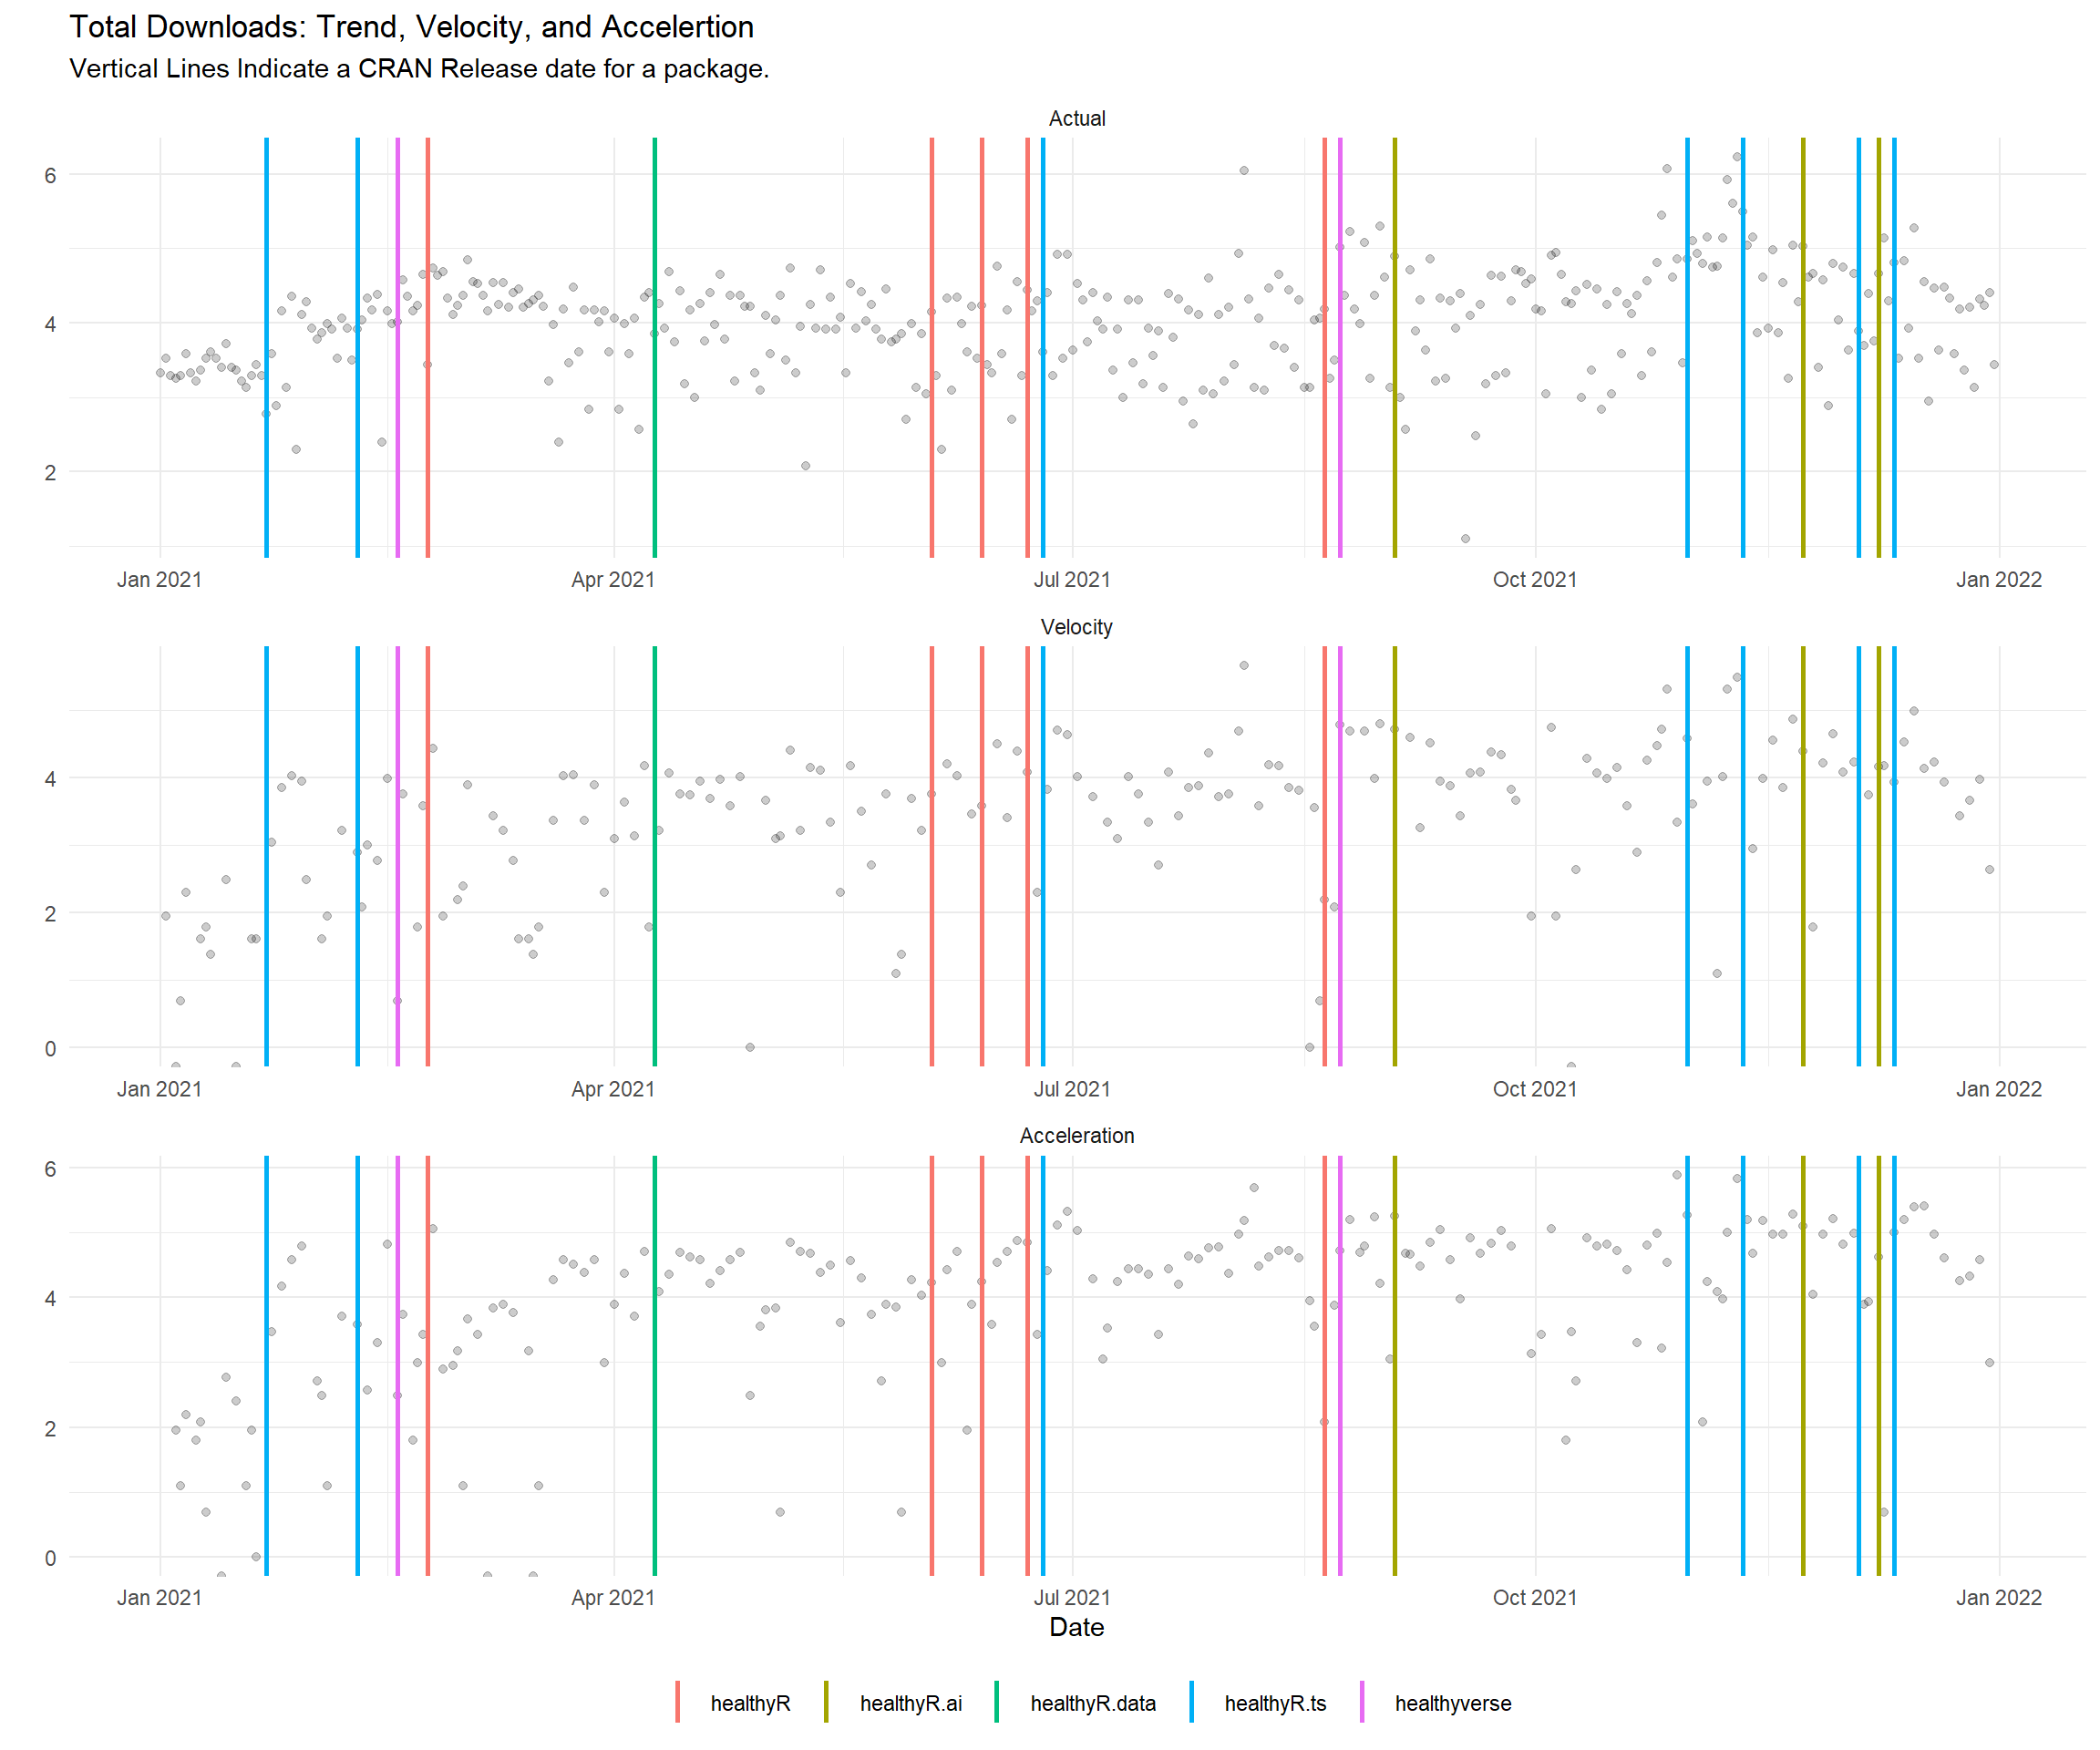 Total Downloads: Trend, Velocity, and Accelertion
Vertical Lines Indicate a CRAN Release date for a package.
Actual
6
4
2
Jan 2021 Apr 2021 Jul 2021 Oct 2021 Jan 2022
Velocity
4
2
0
Jan 2021 Apr 2021 Jul 2021 Oct 2021 Jan 2022
Acceleration
6
4
2
0
Jan 2021 Apr 2021 Jul 2021 Oct 2021 Jan 2022
Date
healthyR healthyR.ai healthyR.data healthyR.ts healthyverse